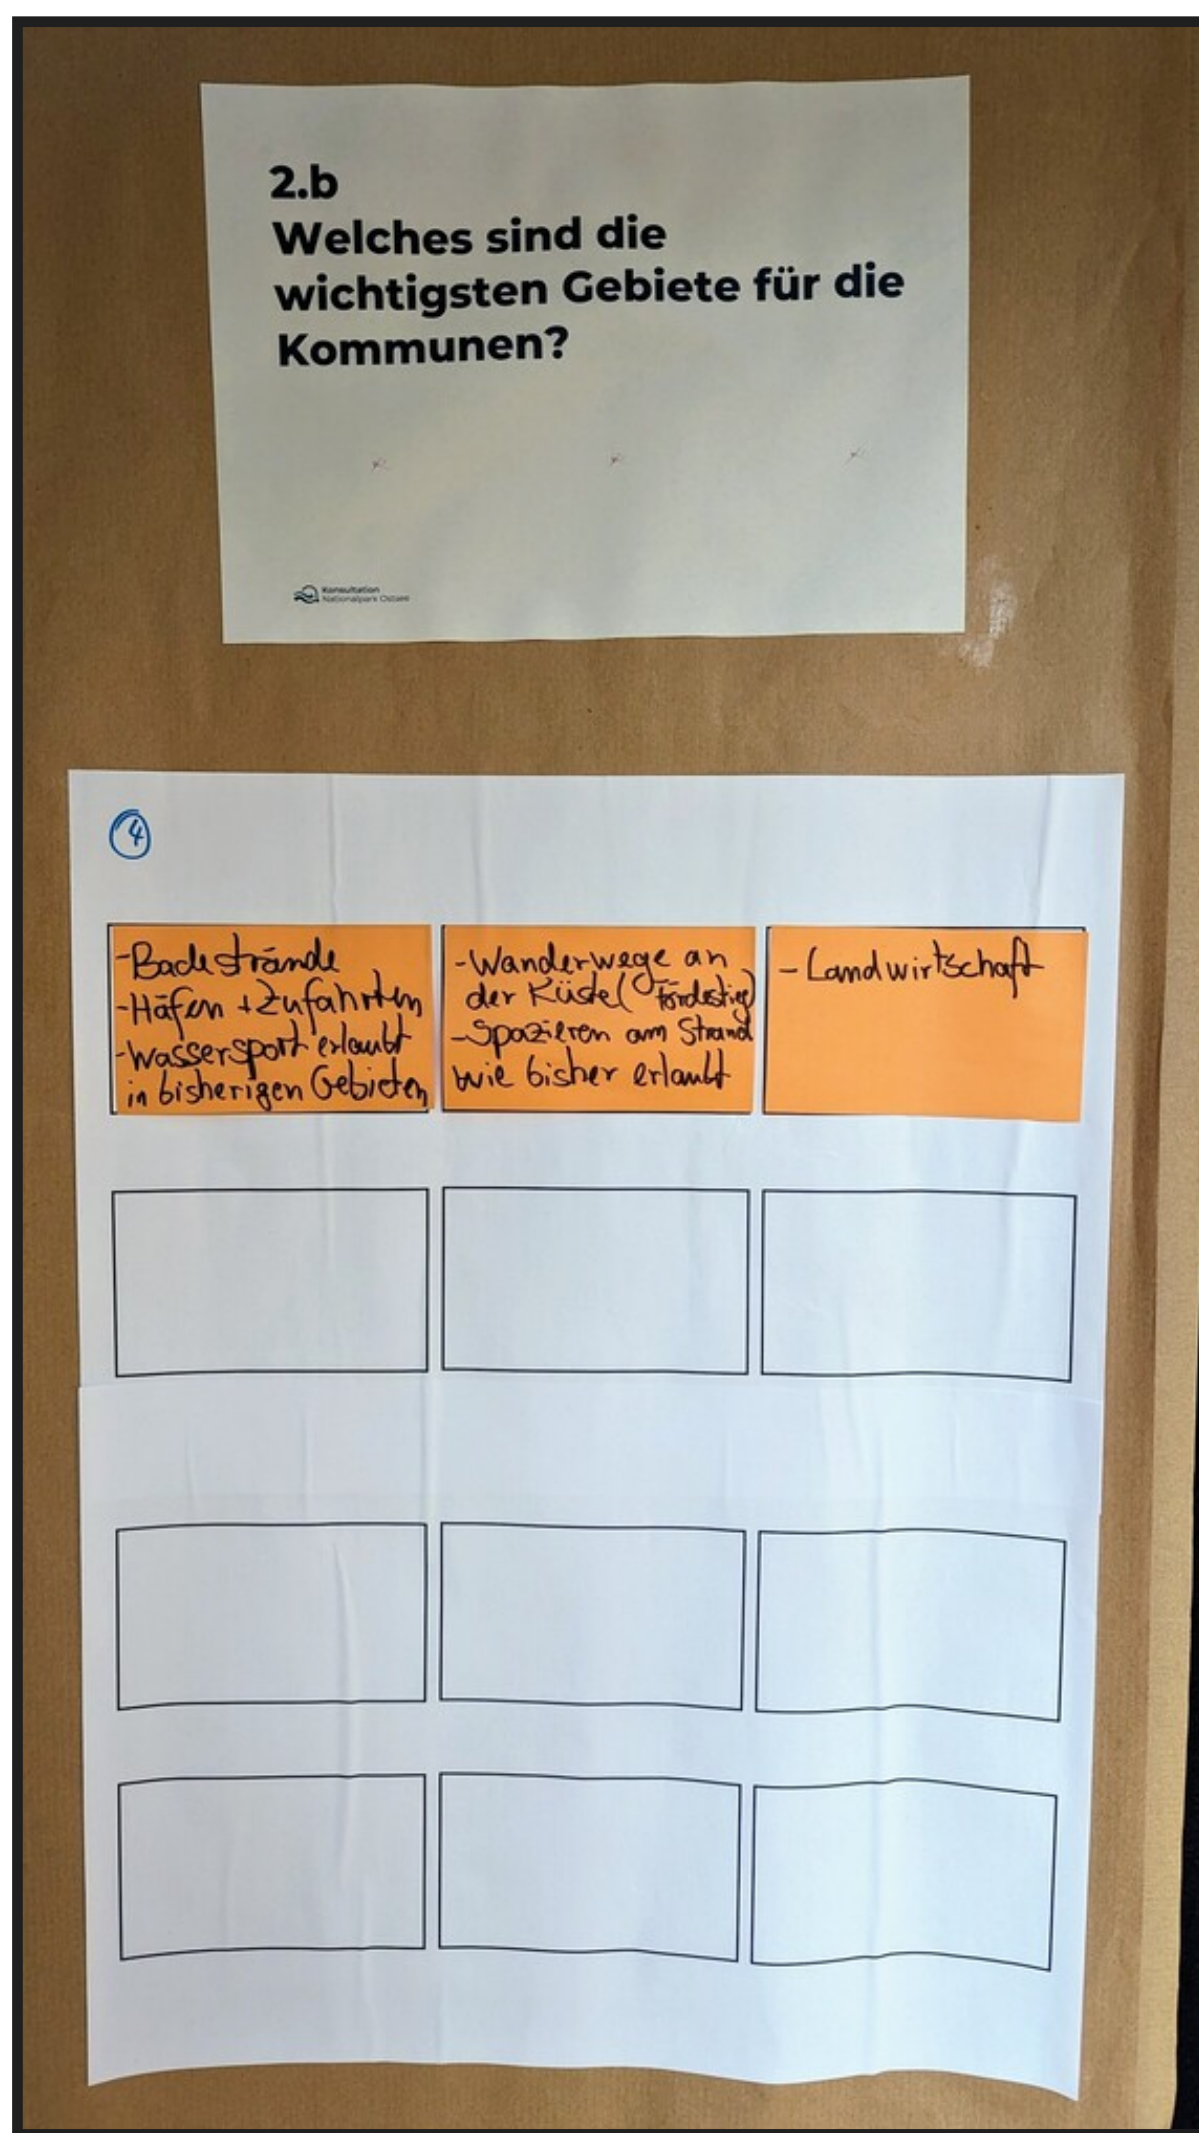 2.b
Welches sind die
wichtigsten Gebiete für die
Kommunen?
Konsultation
Nationalpark Ostsee
4
- Badestrände
- Häfen + Zufahrten
- Wassersport erlaubt
in bisherigen Gebieten
- Wanderwege an
der Küste (Fördestieg)
- Spazieren am Strand
wie bisher erlaubt
- Landwirtschaft